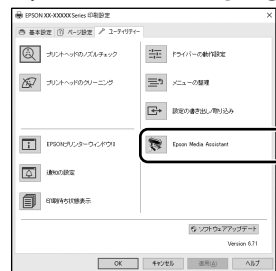 EPSON XX-XXXXX Series 印刷設定
基本設定 ページ設定 ユーティリティー
プリントヘッドのノズルチェック
ドライバーの動作設定
プリントヘッドのクリーニング
メニューの整理
設定の書き出し/取り込み
EPSONプリンターウィンドウ!3
Epson Media Assistant
通知の設定
印刷待ち状態表示
ソフトウェアアップデート
Version 6.71
OK キャンセル 適用(A) ヘルプ